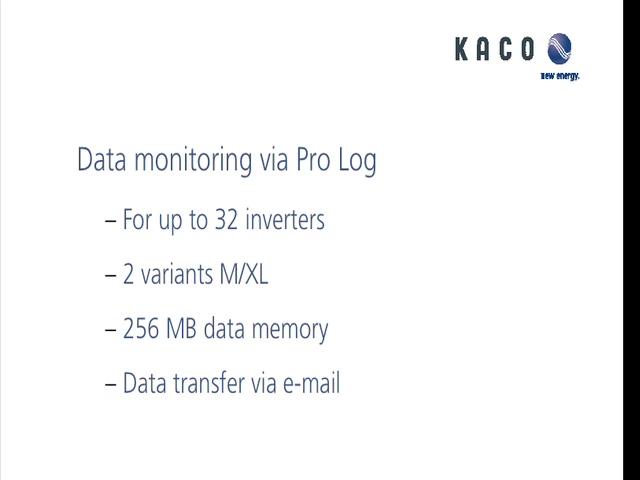 KACO
new energy.
Data monitoring via Pro Log
– For up to 32 inverters
– 2 variants M/XL
– 256 MB data memory
– Data transfer via e-mail